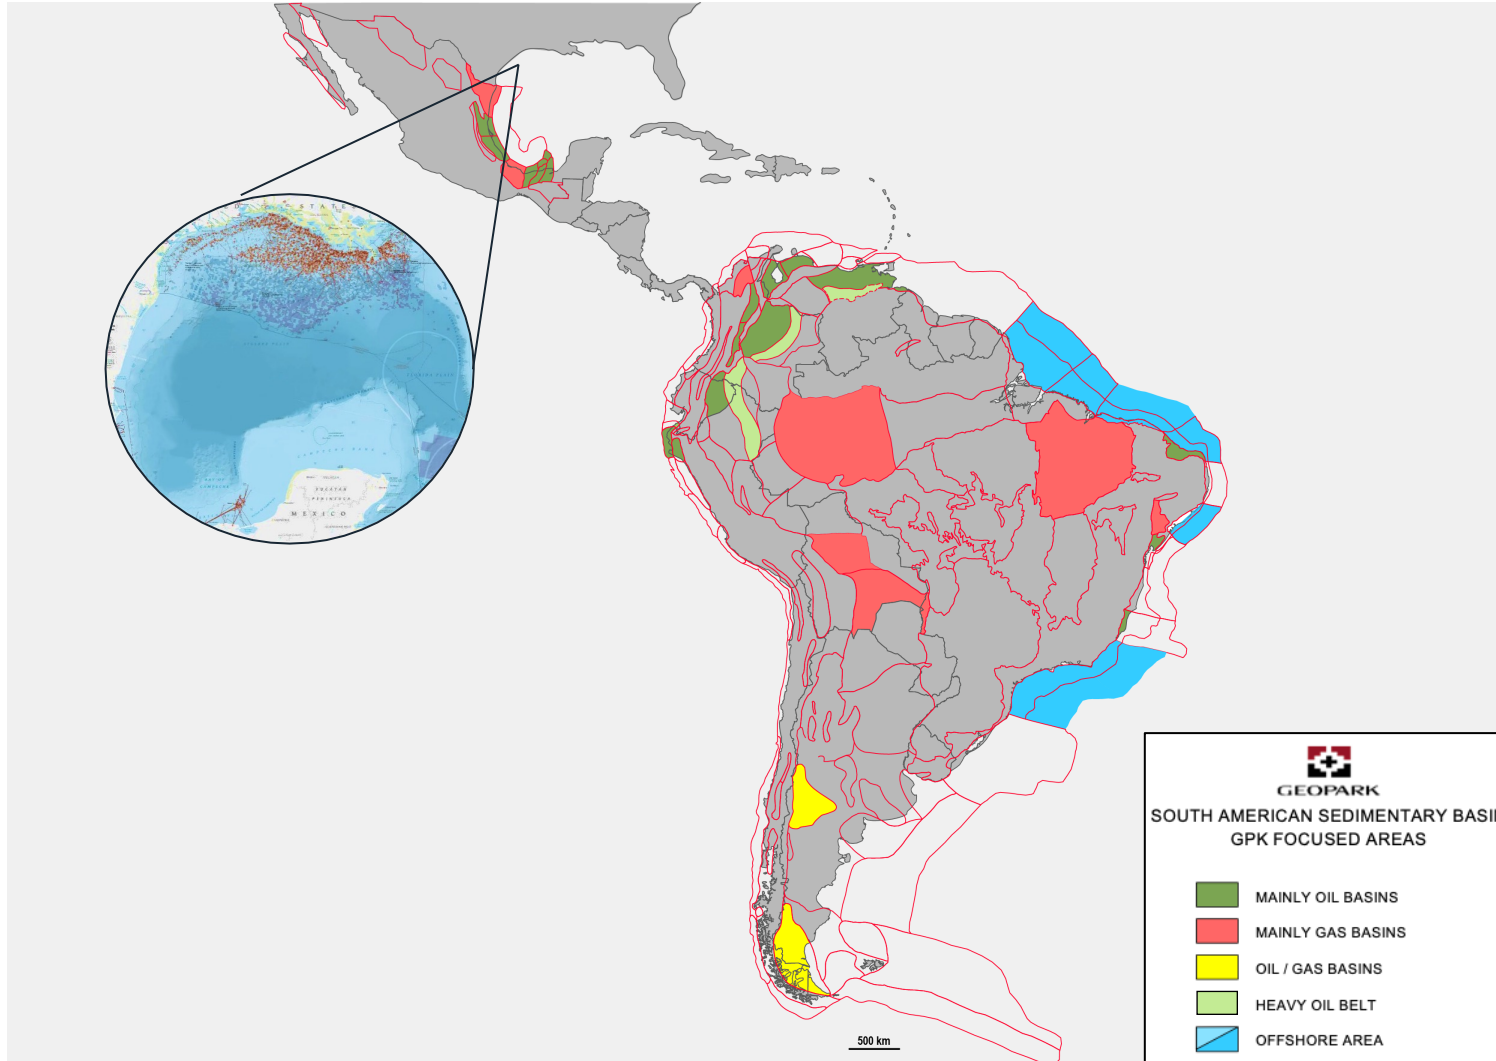 S T A T E
M E X I C O
GEOPARK
SOUTH AMERICAN SEDIMENTARY BASI
GPK FOCUSED AREAS
MAINLY OIL BASINS
MAINLY GAS BASINS
OIL / GAS BASINS
HEAVY OIL BELT
OFFSHORE AREA
500 km